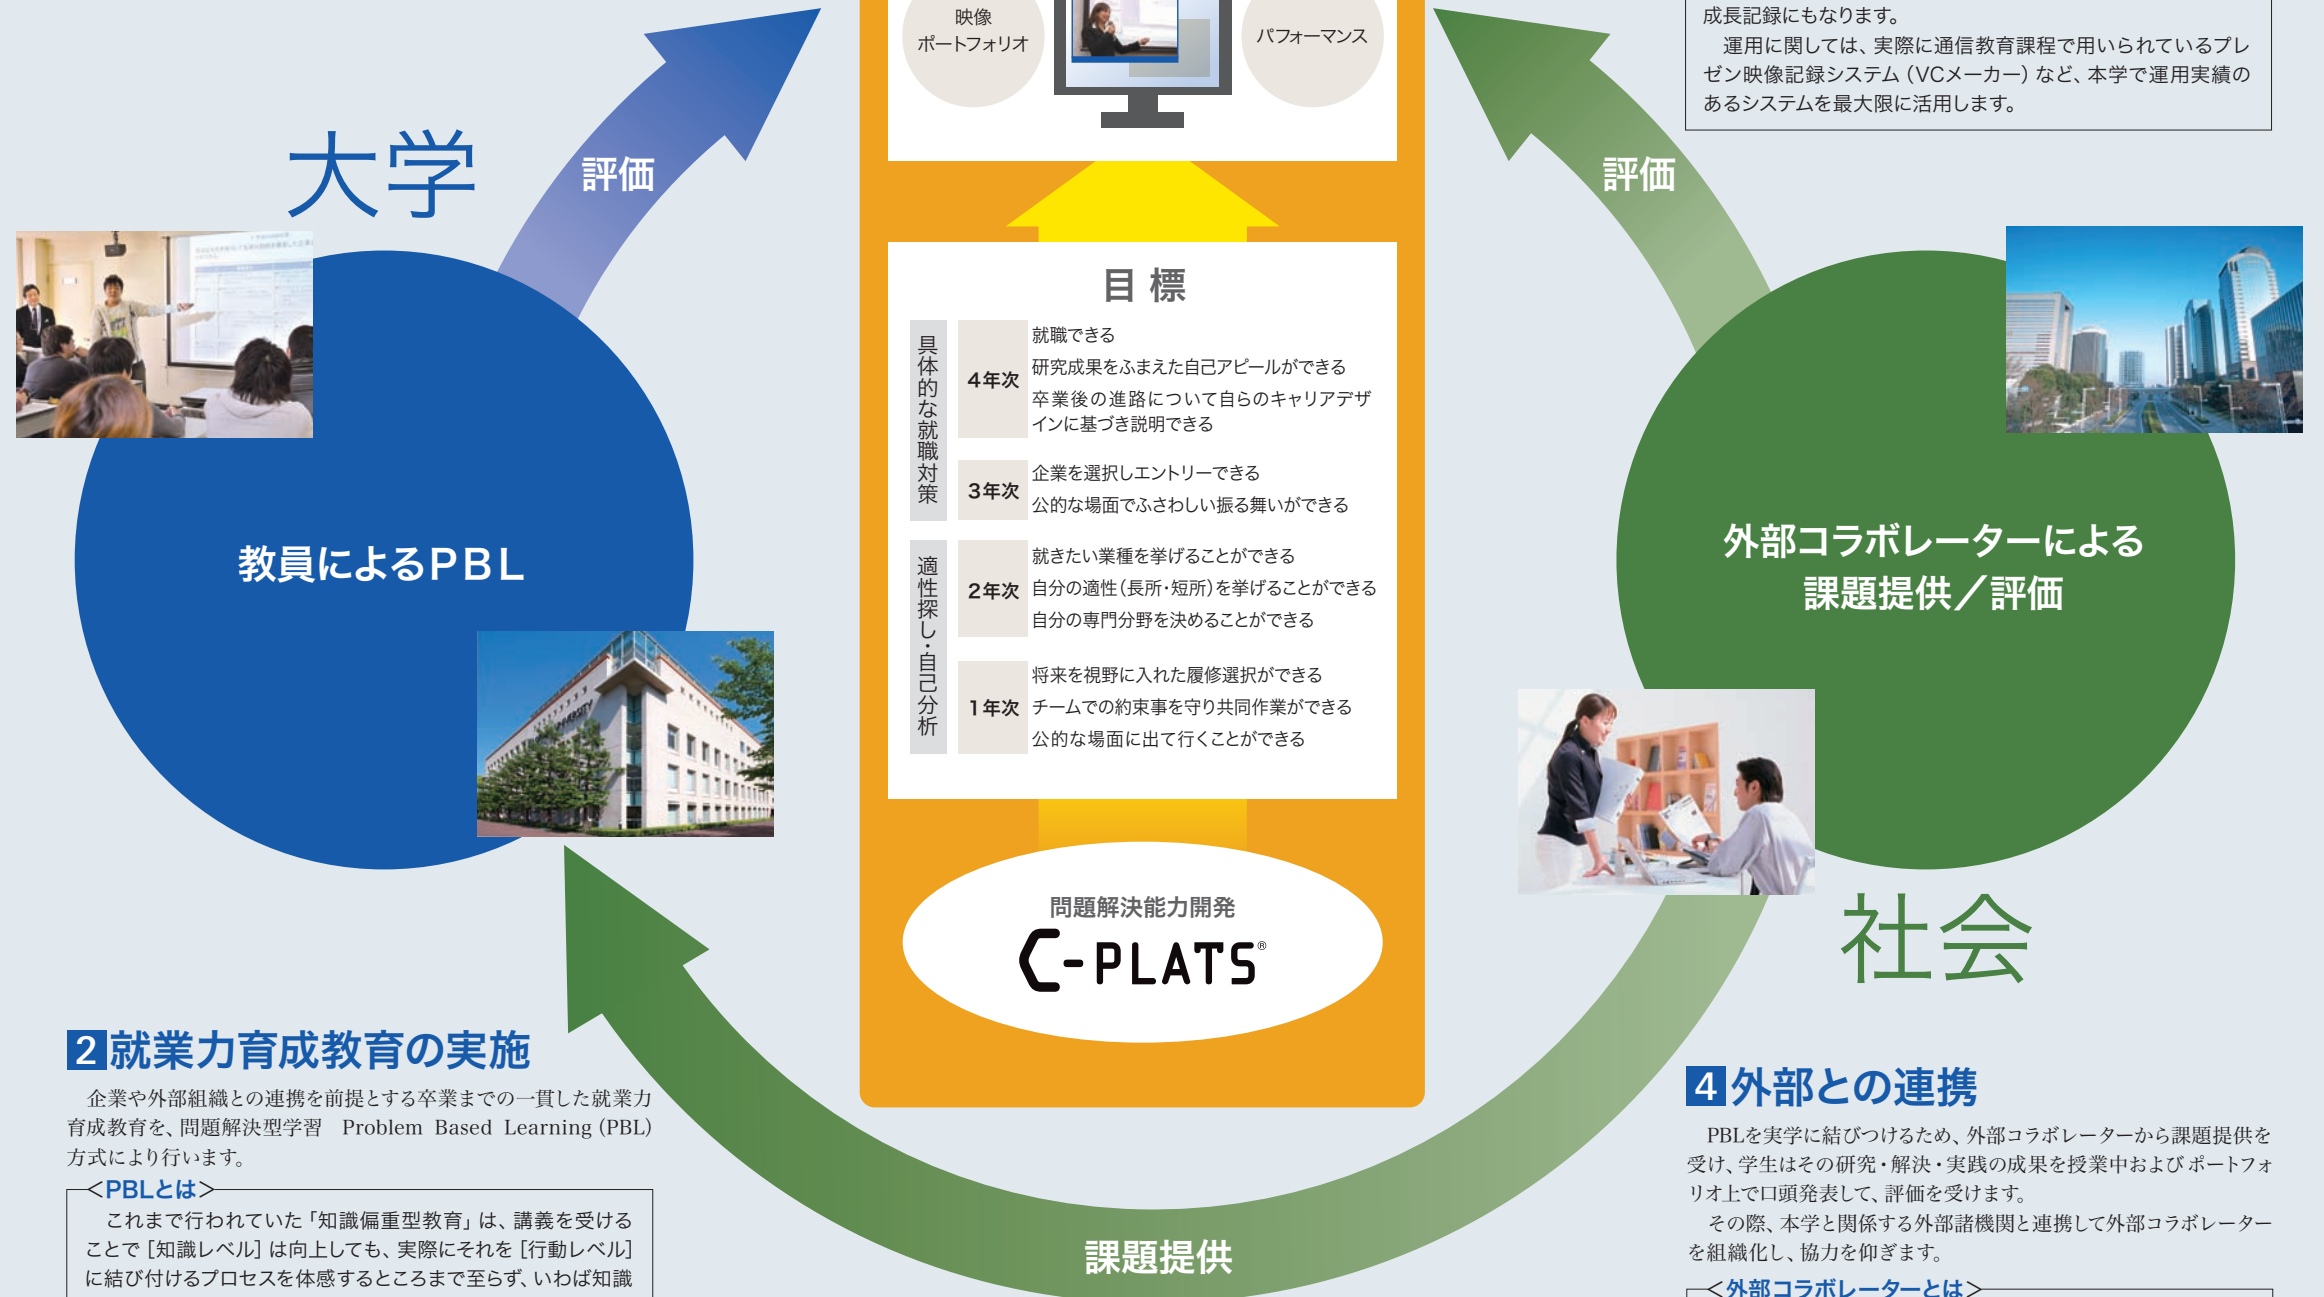 映像
ポートフォリオ
パフォーマンス
成長記録にもなります。
　運用に関しては、実際に通信教育課程で用いられているプレ
ゼン映像記録システム（VCメーカー）など、本学で運用実績の
あるシステムを最大限に活用します。
大学
評価
評価
教員によるPBL
目標
具体的な就職対策
4年次
就職できる
研究成果をふまえた自己アピールができる
卒業後の進路について自らのキャリアデザ
インに基づき説明できる
3年次
企業を選択しエントリーできる
公的な場面でふさわしい振る舞いができる
適性探し・自己分析
2年次
就きたい業種を挙げることができる
自分の適性（長所・短所）を挙げることができる
自分の専門分野を決めることができる
1年次
将来を視野に入れた履修選択ができる
チームでの約束事を守り共同作業ができる
公的な場面に出て行くことができる
外部コラボレーターによる
課題提供／評価
問題解決能力開発
C-PLATS®
社会
2 就業力育成教育の実施
　企業や外部組織との連携を前提とする卒業までの一貫した就業力
育成教育を、問題解決型学習　Problem Based Learning（PBL）
方式により行います。
＜PBLとは＞
　これまで行われていた「知識偏重型教育」は、講義を受ける
ことで［知識レベル］は向上しても、実際にそれを［行動レベル］
に結び付けるプロセスを体感するところまで至らず、いわば知識
課題提供
4 外部との連携
　PBLを実学に結びつけるため、外部コラボレーターから課題提供を
受け、学生はその研究・解決・実践の成果を授業中およびポートフォ
リオ上で口頭発表して、評価を受けます。
　その際、本学と関係する外部諸機関と連携して外部コラボレーター
を組織化し、協力を仰ぎます。
＜外部コラボレーターとは＞